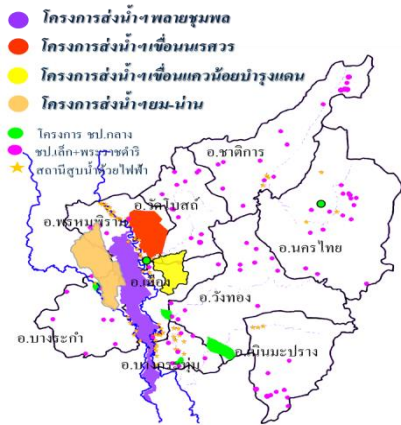 โครงการส่งน้ำฯพลายชุมพล
โครงการส่งน้ำฯเขื่อนนเรศวร
โครงการส่งน้ำฯเขื่อนแควน้อยบำรุงแดน
โครงการส่งน้ำฯยม-น่าน
โครงการ ชป.กลาง
ชป.เล็ก+พระราชดำริ
สถานีสูบน้ำด้วยไฟฟ้า
อ.ชาติการ
อ.วัดโบสถ์
อ.พรหมพิราม
อ.นครไทย
อ.เมือง
อ.วังทอง
อ.บางระกำ
อ.เนินมะปราง
อ.บางกระทุ่ม